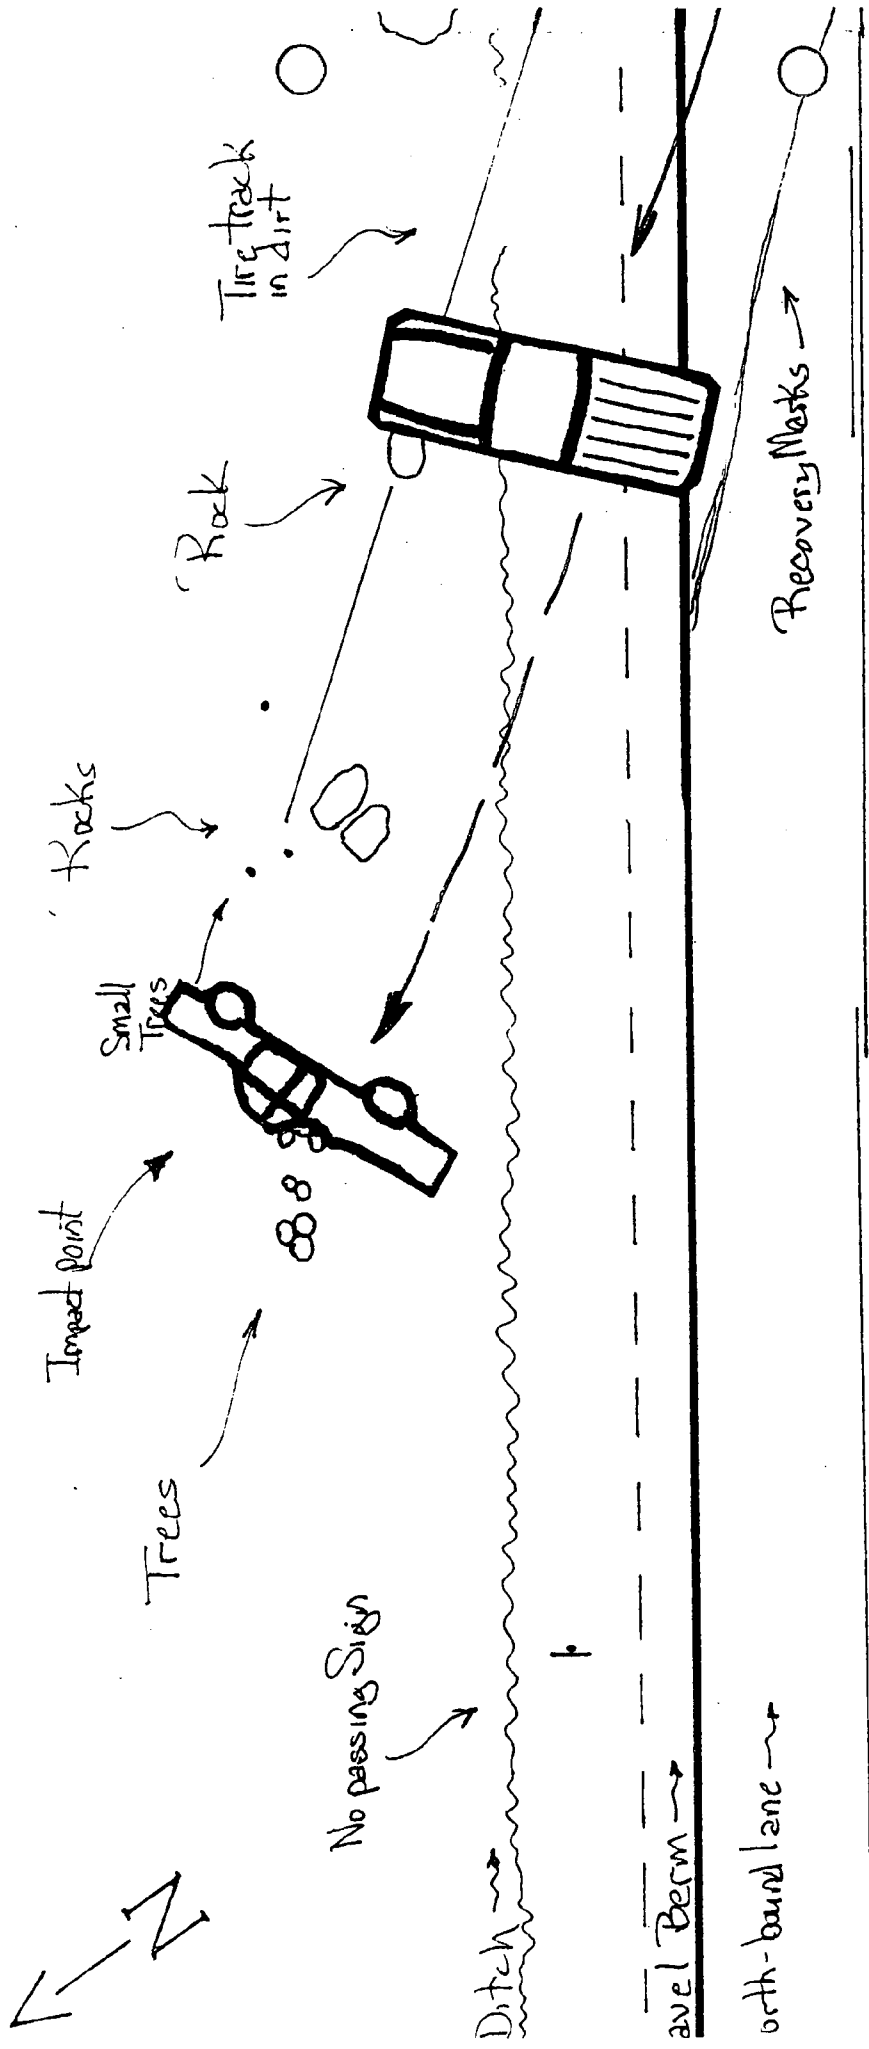 Tire track
in dirt
Rock
Rocks
Small
Trees
Impact point
Trees
No passing Sign
Recovery Marks
Ditch
avel Berm
orth-bound lane
N